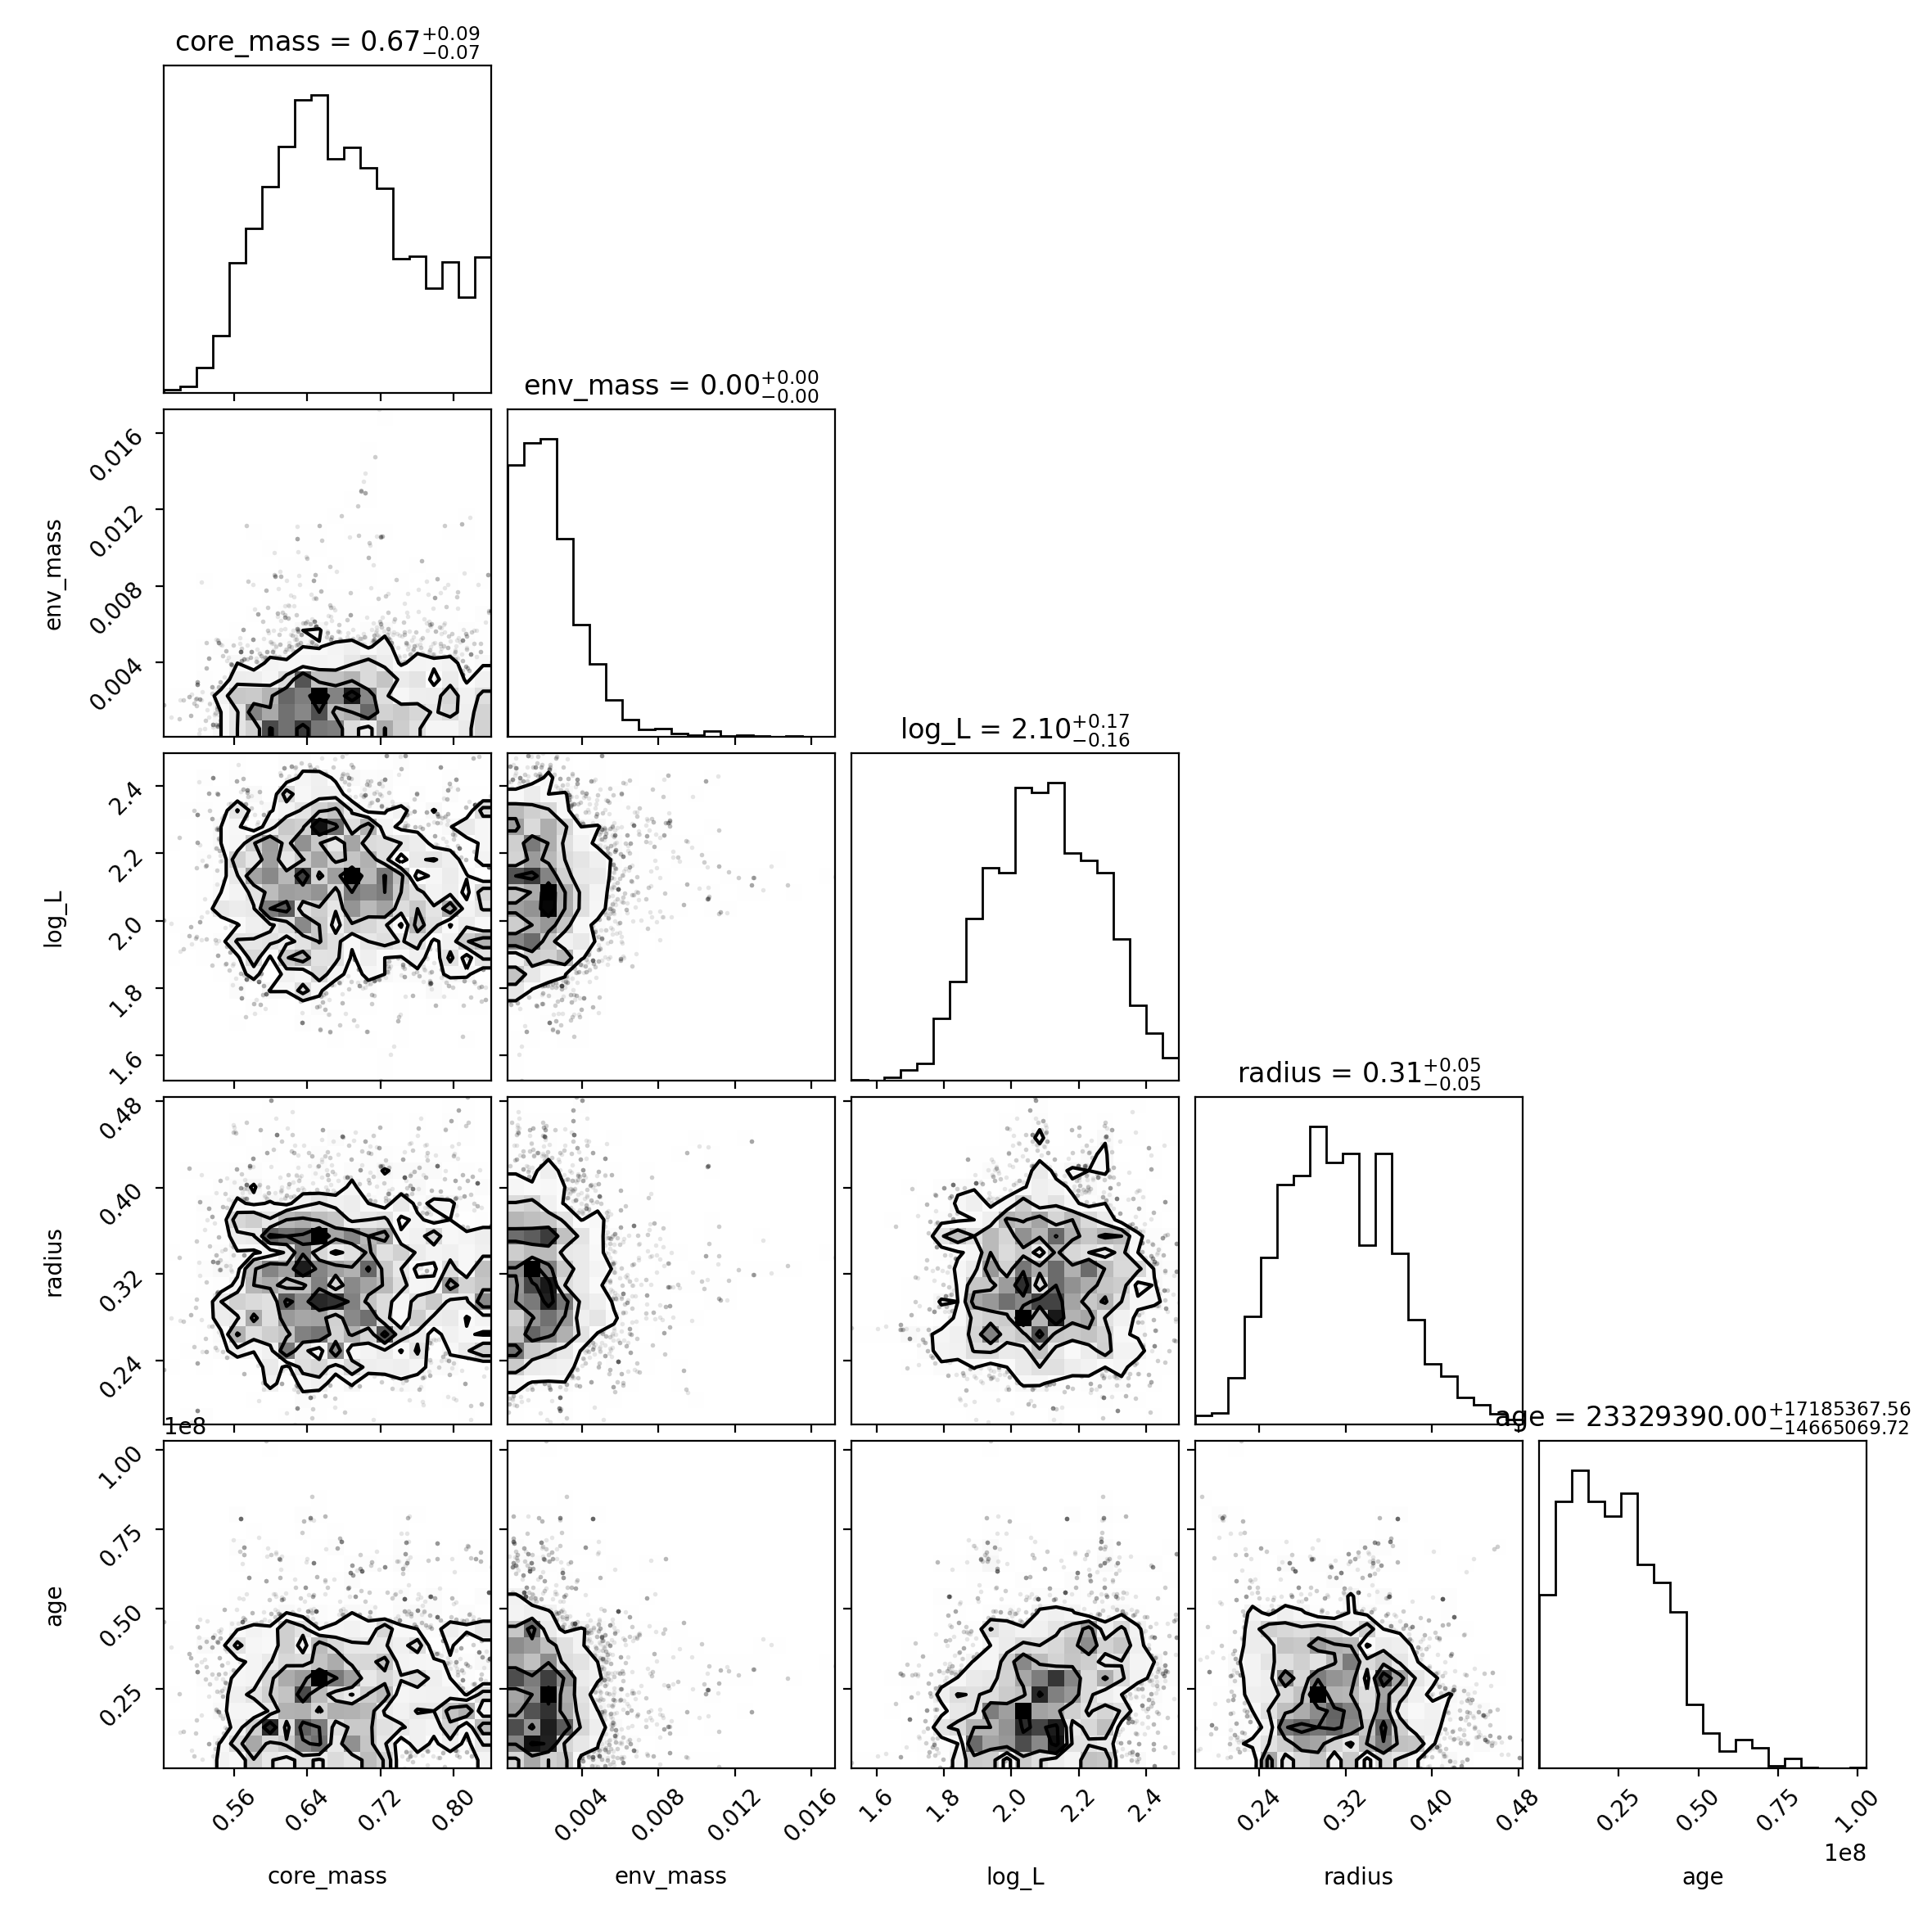 core_mass = 0.67+0.09−0.07
env_mass = 0.00+0.00−0.00
log_L = 2.10+0.17−0.16
radius = 0.31+0.05−0.05
age = 23329390.00+17185367.56−14665069.72
env_mass
0.016
0.012
0.008
0.004
log_L
2.4
2.2
2.0
1.8
1.6
radius
0.48
0.40
0.32
0.24
1e8
age
1.00
0.75
0.50
0.25
0.56 0.64 0.72 0.80
0.004 0.008 0.012 0.016
1.6 1.8 2.0 2.2 2.4
0.24 0.32 0.40 0.48
0.25 0.50 0.75 1.00
1e8
core_mass env_mass log_L radius age